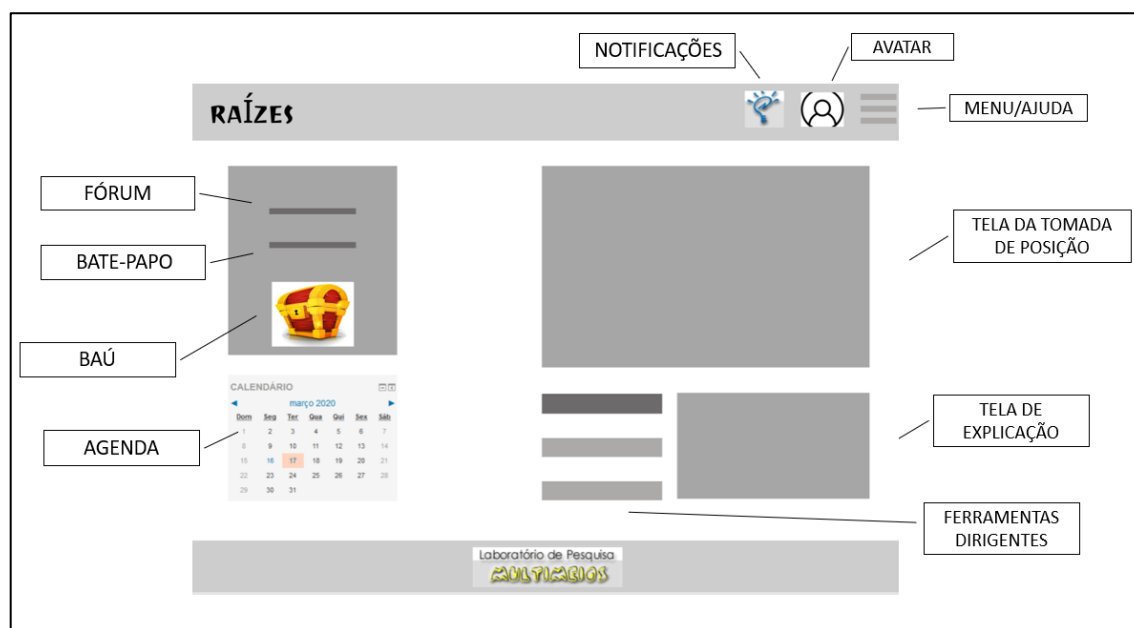 NOTIFICAÇÕES
AVATAR
RAÍZES
MENU/AJUDA
FÓRUM
BATE-PAPO
BAÚ
TELA DA TOMADA
DE POSIÇÃO
CALENDÁRIO
março 2020
Dom Seg Ter Qua Qui Sex Sáb
1 2 3 4 5 6 7
8 9 10 11 12 13 14
15 16 17 18 19 20 21
22 23 24 25 26 27 28
29 30 31
AGENDA
TELA DE
EXPLICAÇÃO
FERRAMENTAS
DIRIGENTES
Laboratório de Pesquisa
MULTIMEIOS